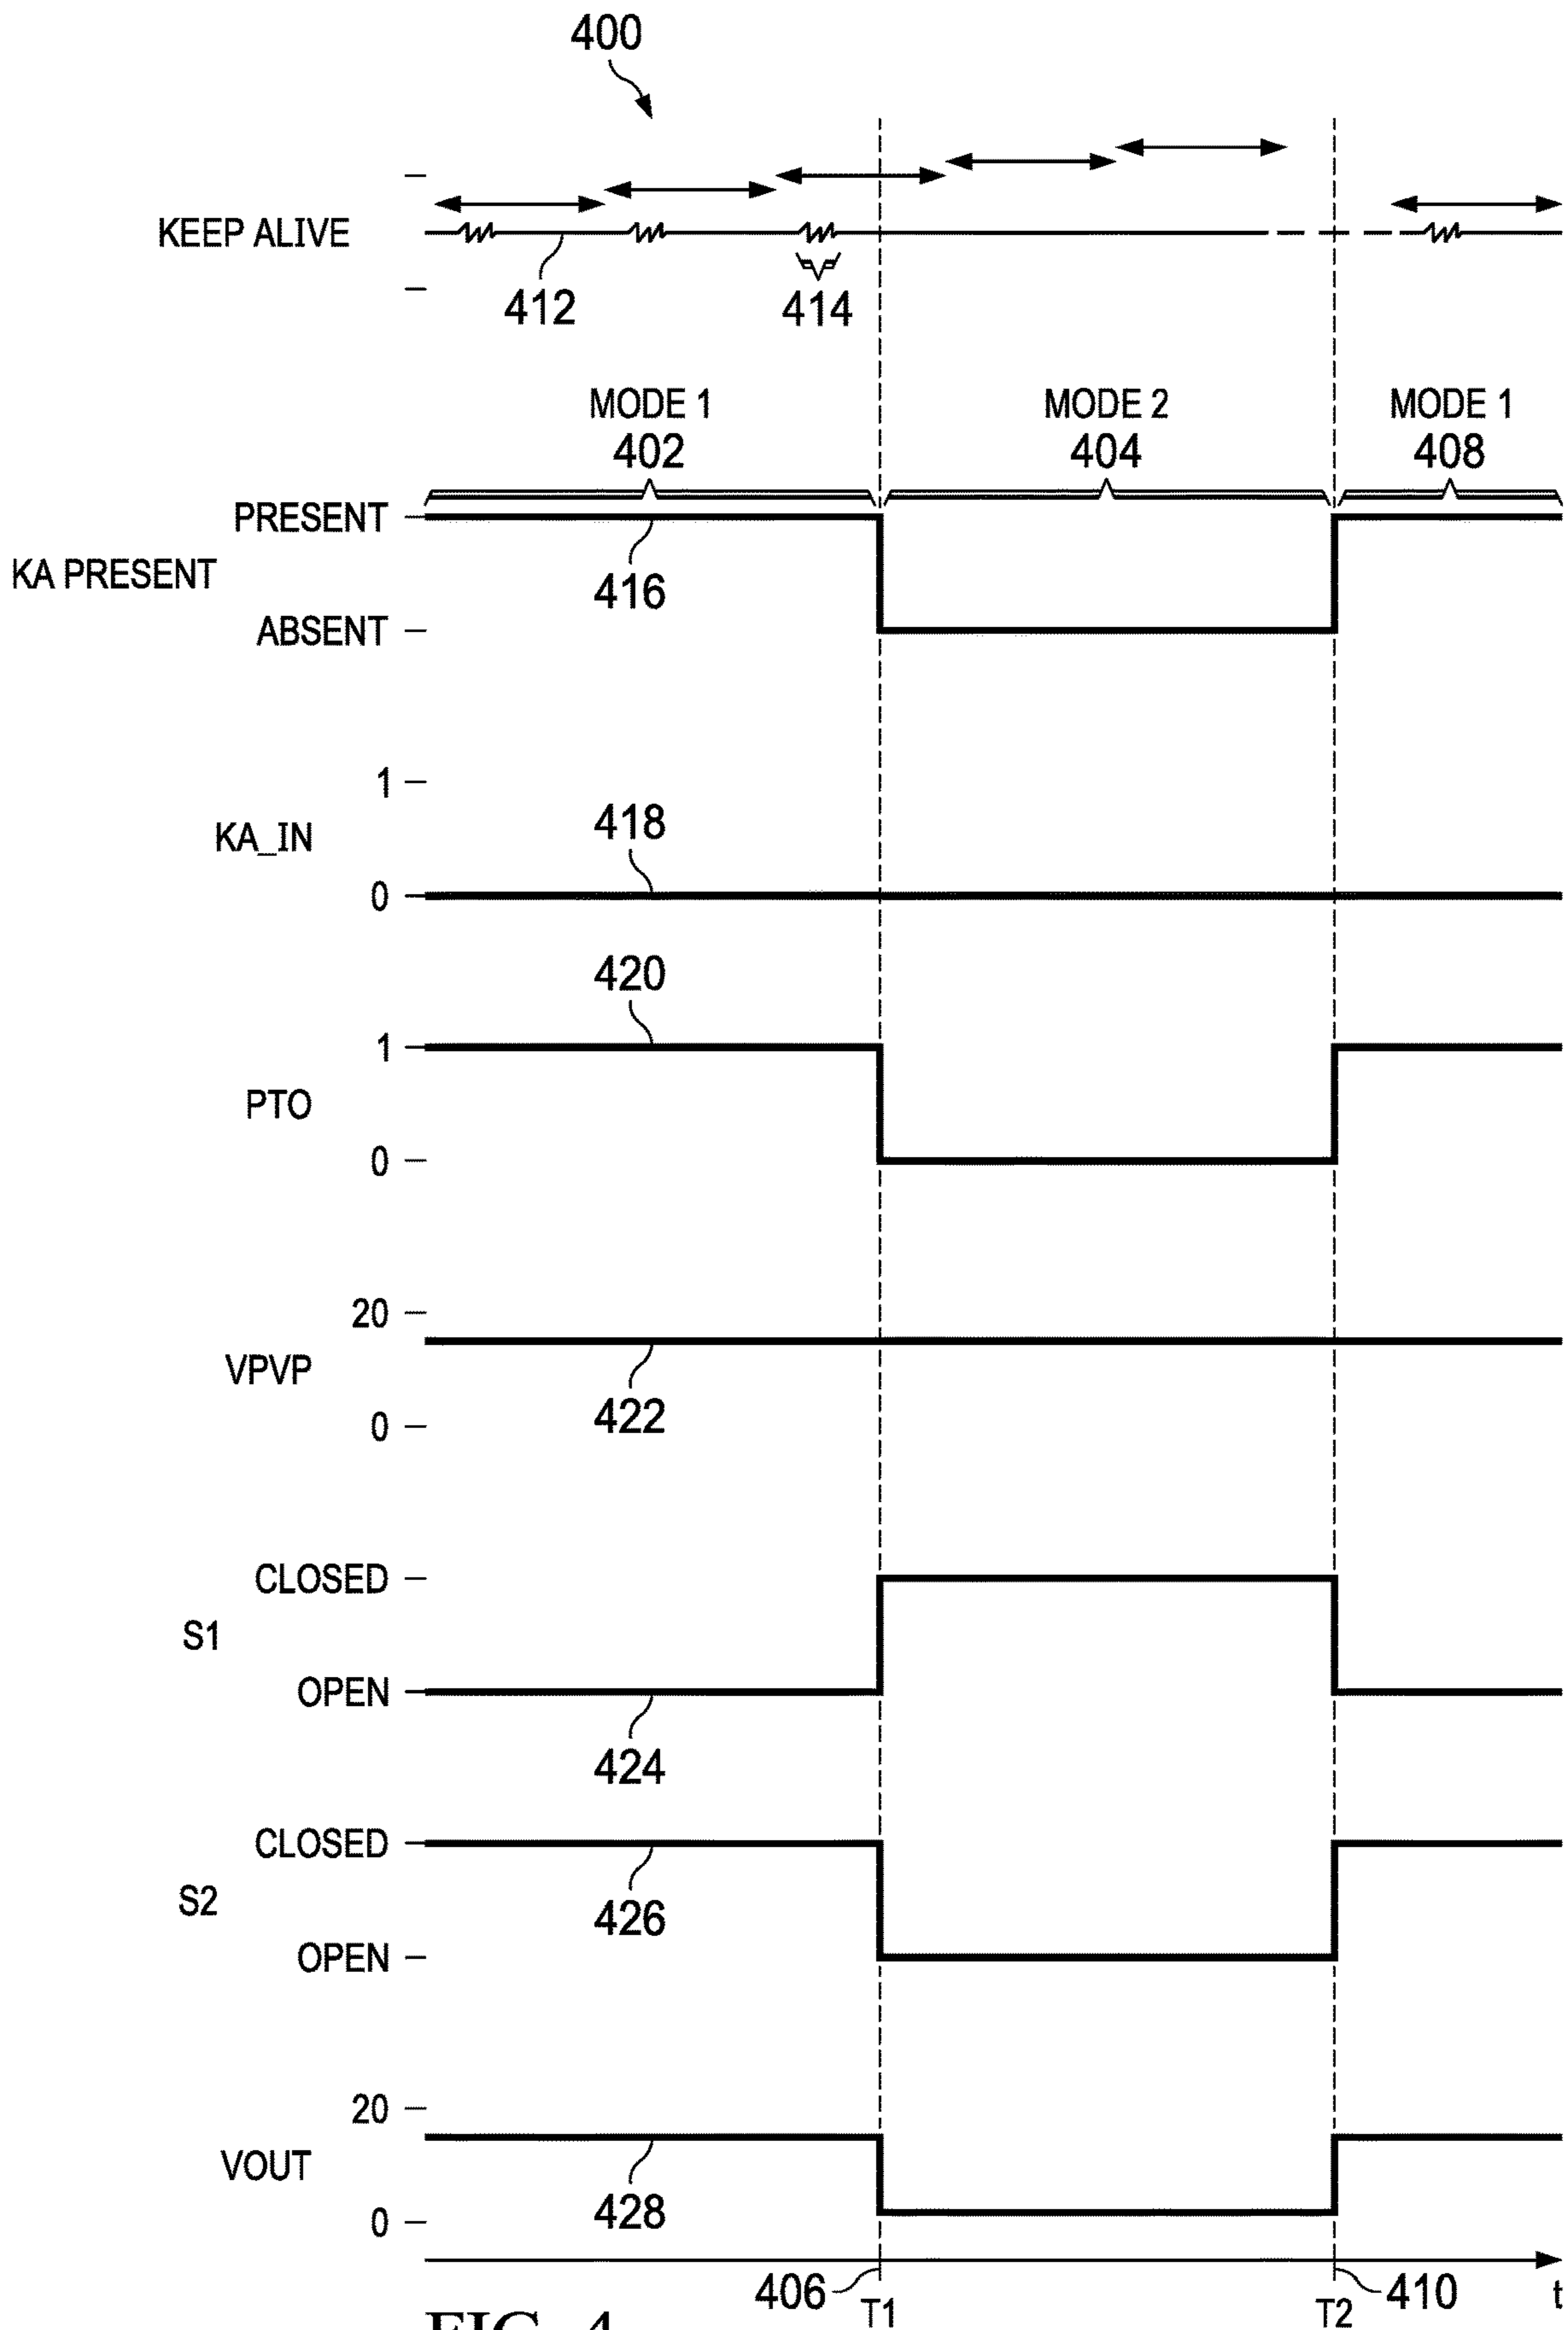 400
KEEP ALIVE
412
414
MODE 1
402
MODE 2
404
MODE 1
408
PRESENT
KA PRESENT
416
ABSENT
1
418
KA_IN
0
420
1
PTO
0
20
VPVP
422
0
CLOSED
S1
OPEN
424
CLOSED
S2
426
OPEN
20
VOUT
428
0
406
T1
T2
410
t
FIG. 4